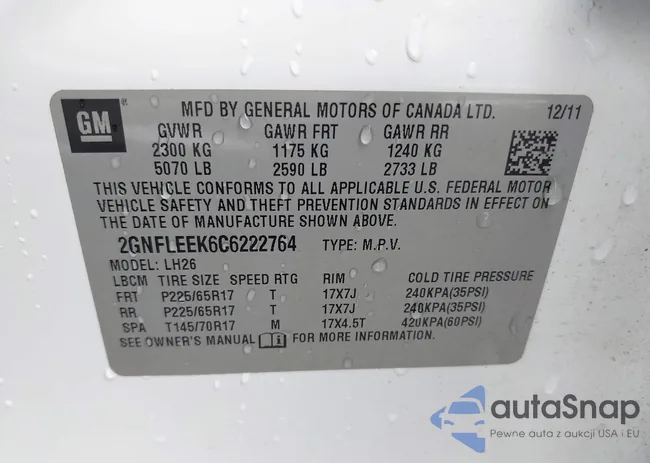 GM
MFD BY GENERAL MOTORS OF CANADA LTD. 12/11
GVWR GAWR FRT GAWR RR
2300 KG 1175 KG 1240 KG
5070 LB 2590 LB 2733 LB
THIS VEHICLE CONFORMS TO ALL APPLICABLE U.S. FEDERAL MOTOR
VEHICLE SAFETY AND THEFT PREVENTION STANDARDS IN EFFECT ON
THE DATE OF MANUFACTURE SHOWN ABOVE.
2GNFLEEK6C6222764 TYPE: M.P.V.
MODEL: LH26
LBCM TIRE SIZE SPEED RTG RIM COLD TIRE PRESSURE
FRT P225/65R17 T 17X7J 240KPA(35PSI)
RR P225/65R17 T 17X7J 240KPA(35PSI)
SPA T145/70R17 M 17X4.5T 420KPA(60PSI)
SEE OWNER'S MANUAL FOR MORE INFORMATION.
autaSnap
Pewne auta z aukcji USA i EU